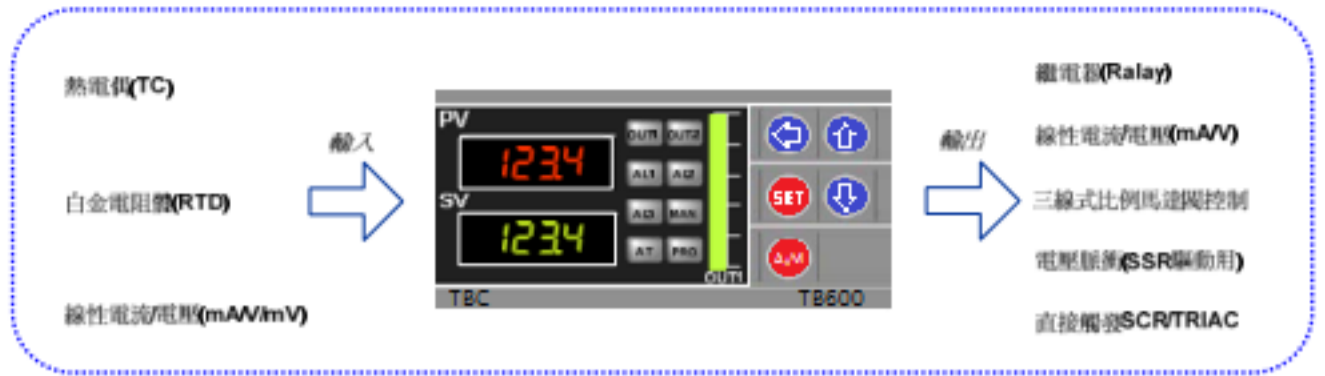 熱電偶(TC)
白金電阻體(RTD)
線性電流/電壓(mA/V/mV)
輸入
PV
123.4
SV
123.4
OUT1 OUT2
AL1 AL2
AL3 MAN
AT PRO
OUT1
SET
A/M
TBC
TB600
輸出
繼電器(Ralay)
線性電流/電壓(mA/V)
三線式比例馬達閥控制
電壓脈衝(SSR驅動用)
直接觸發SCR/TRIAC